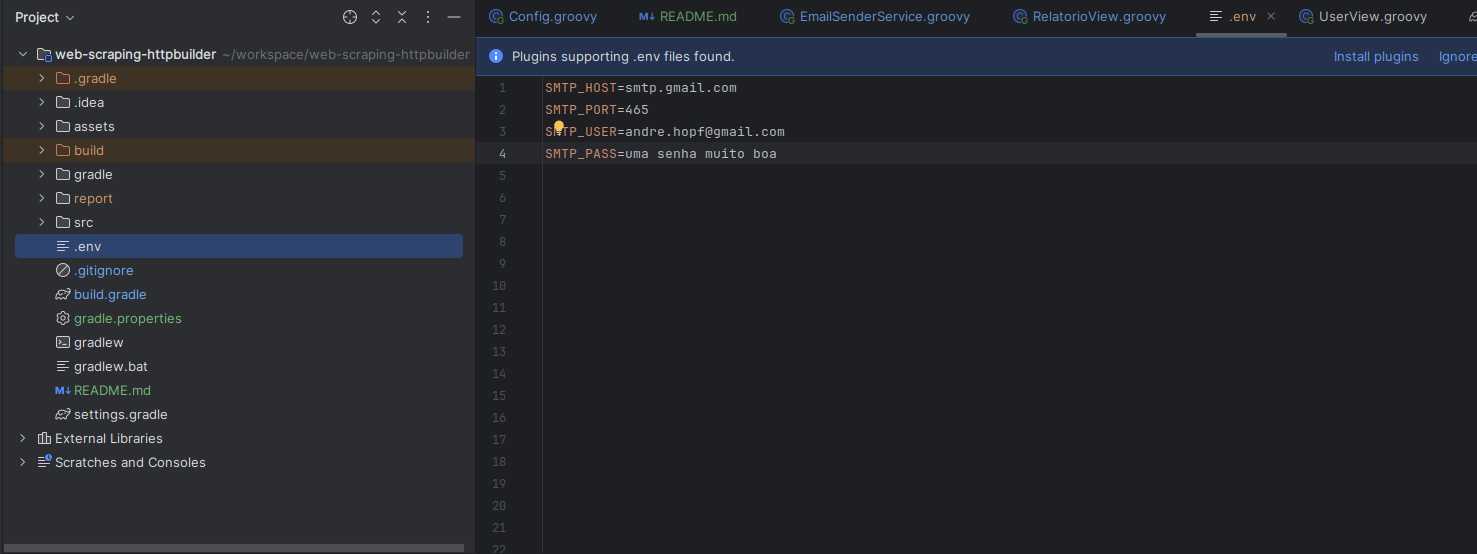 Project
web-scraping-httpbuilder ~/workspace/web-scraping-httpbuilder
.gradle
.idea
assets
build
gradle
report
src
.env
.gitignore
build.gradle
gradle.properties
gradlew
gradlew.bat
README.md
settings.gradle
External Libraries
Scratches and Consoles
Config.groovy README.md EmailSenderService.groovy RelatorioView.groovy .env UserView.groovy
Plugins supporting .env files found. Install plugins Ignore
1 SMTP_HOST=smtp.gmail.com
2 SMTP_PORT=465
3 SMTP_USER=andre.hopf@gmail.com
4 SMTP_PASS=uma senha muito boa
5
6
7
8
9
10
11
12
13
14
15
16
17
18
19
20
21
22